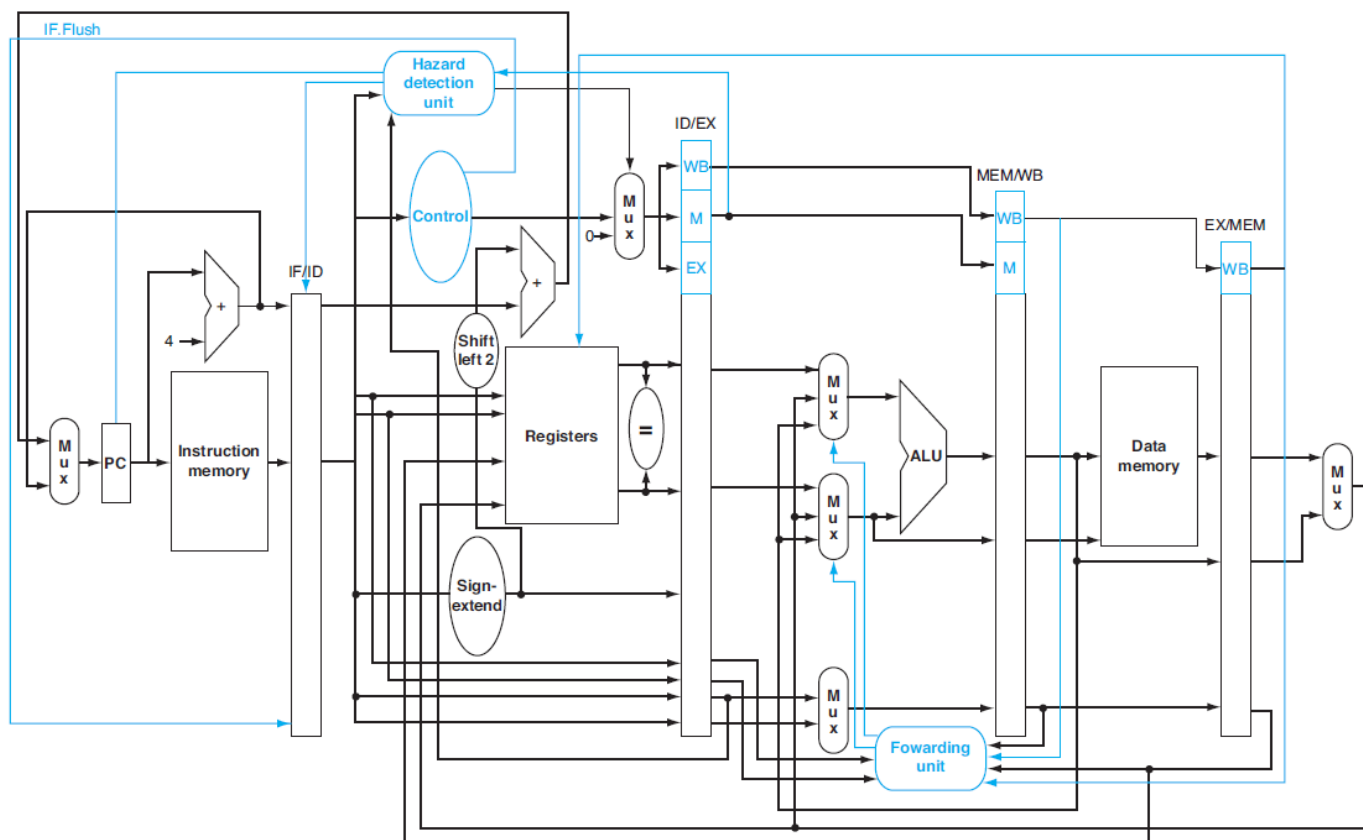 IF.Flush
Hazard
detection
unit
ID/EX
WB
MEM/WB
Control
M
u
x
M
WB
EX/MEM
0
IF/ID
+
EX
M
WB
+
4
Shift
left 2
M
u
x
PC
Instruction
memory
Registers
=
M
u
x
ALU
Data
memory
M
u
x
M
u
x
Sign-
extend
M
u
x
Fowarding
unit